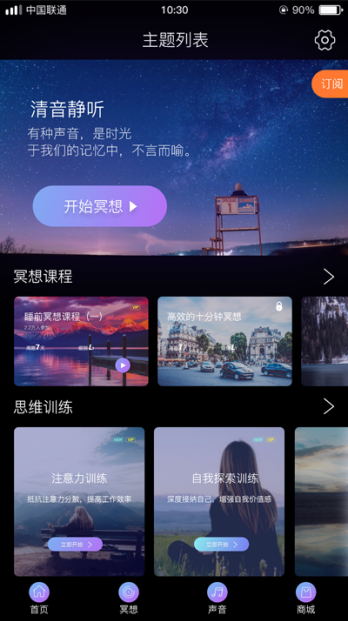 中国联通 10:30 90%
主题列表
订阅
清音静听
有种声音，是时光
于我们的记忆中，不言而喻。
开始冥想
冥想课程
睡前冥想课程（一） VIP
高效的十分钟冥想
思维训练
VIP
VIP
注意力训练
自我探索训练
抵抗注意力分散，提高工作效率
深度接纳自己，增强自我价值感
立即开始
立即开始
首页 冥想 声音 商城